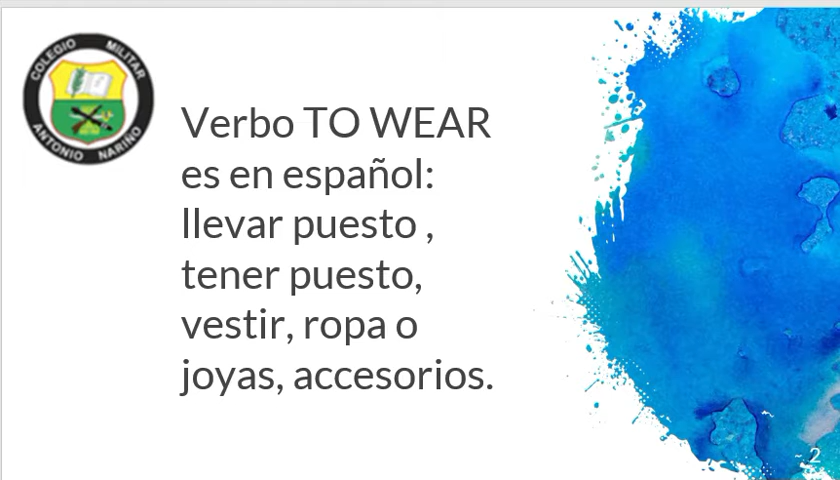 COLEGIO MILITAR
ANTONIO NARIÑO
Verbo TO WEAR
es en español:
llevar puesto ,
tener puesto,
vestir, ropa o
joyas, accesorios.
~ 2